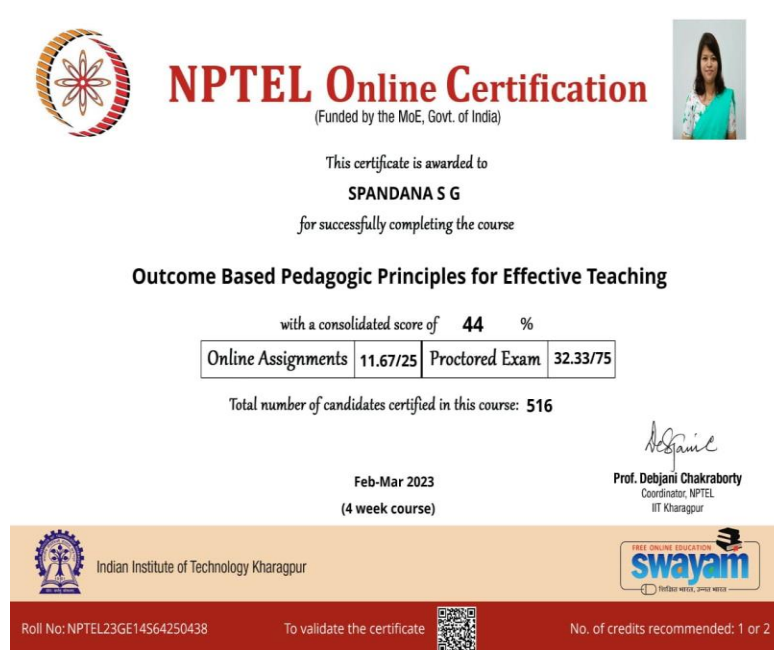 NPTEL Online Certification
(Funded by the MoE, Govt. of India)
This certificate is awarded to
SPANDANA S G
for successfully completing the course
Outcome Based Pedagogic Principles for Effective Teaching
with a consolidated score of 44 %
Online Assignments 11.67/25 Proctored Exam 32.33/75
Total number of candidates certified in this course: 516
Feb-Mar 2023
(4 week course)
Prof. Debjani Chakraborty
Coordinator, NPTEL
IIT Kharagpur
Indian Institute of Technology Kharagpur
FREE ONLINE EDUCATION
swayam
शिक्षित भारत, उन्नत भारत
Roll No: NPTEL23GE14S64250438
To validate the certificate
No. of credits recommended: 1 or 2